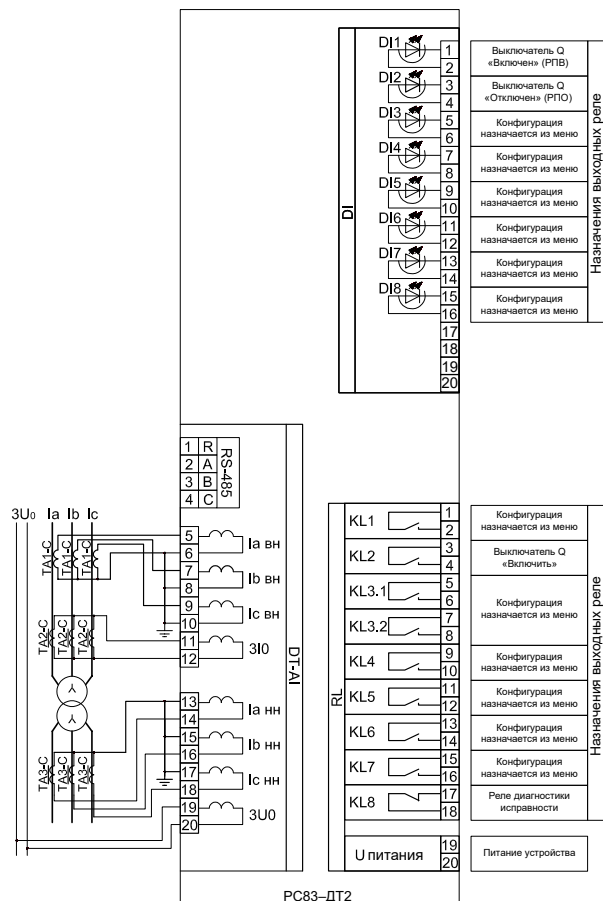 DI
DI1
1
2
Выключатель Q
«Включен» (РПВ)
DI2
3
4
Выключатель Q
«Отключен» (РПО)
DI3
5
6
Конфигурация
назначается из меню
DI4
7
8
Конфигурация
назначается из меню
DI5
9
10
Конфигурация
назначается из меню
DI6
11
12
Конфигурация
назначается из меню
DI7
13
14
Конфигурация
назначается из меню
DI8
15
16
Конфигурация
назначается из меню
17
18
19
20
Назначения выходных реле
1 R
2 A
3 B
4 C
RS-485
3U0 Ia Ib Ic
TA1-C TA1-C TA1-C
TA2-C TA2-C TA2-C
TA3-C TA3-C TA3-C
5
6
Ia вн
7
8
Ib вн
9
10
Ic вн
11
12
3I0
13
14
Ia нн
15
16
Ib нн
17
18
Ic нн
19
20
3U0
DT-AI
RL
KL1
1
2
Конфигурация
назначается из меню
KL2
3
4
Выключатель Q
«Включить»
KL3.1
5
6
KL3.2
7
8
Конфигурация
назначается из меню
KL4
9
10
Конфигурация
назначается из меню
KL5
11
12
Конфигурация
назначается из меню
KL6
13
14
Конфигурация
назначается из меню
KL7
15
16
Конфигурация
назначается из меню
KL8
17
18
Реле диагностики
исправности
Назначения выходных реле
U питания
19
20
Питание устройства
РС83–ДТ2